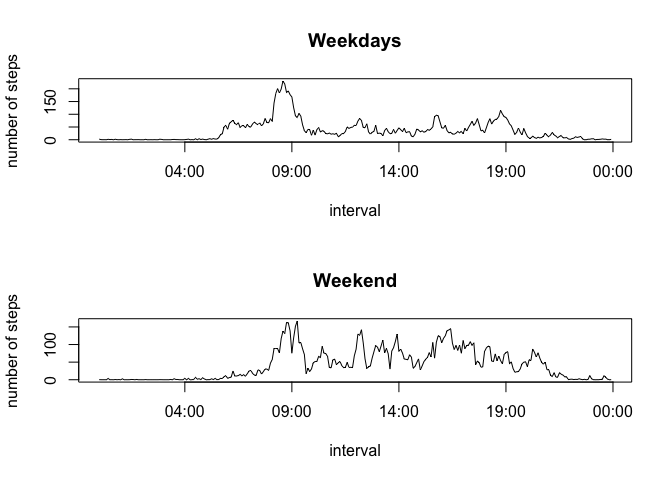 Weekdays
number of steps
150
0
04:00 09:00 14:00 19:00 00:00
interval
Weekend
number of steps
100
0
04:00 09:00 14:00 19:00 00:00
interval